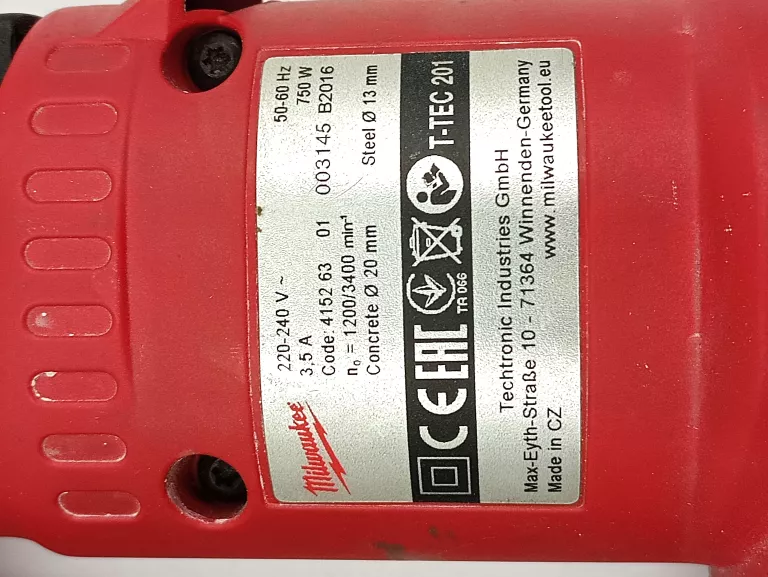 Milwaukee
220-240 V ~ 50-60 Hz
3,5 A 750 W
Code: 4152 63 01 003145 B2016
n₀ = 1200/3400 min⁻¹
Concrete Ø 20 mm Steel Ø 13 mm
CE EAC TR 066 T-TEC 201
Techtronic Industries GmbH
Max-Eyth-Straße 10 - 71364 Winnenden-Germany
Made in CZ www.milwaukeetool.eu